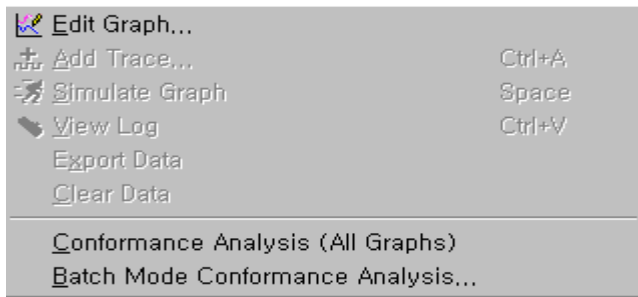 Edit Graph...
Add Trace... Ctrl+A
Simulate Graph Space
View Log Ctrl+V
Export Data
Clear Data
Conformance Analysis (All Graphs)
Batch Mode Conformance Analysis...